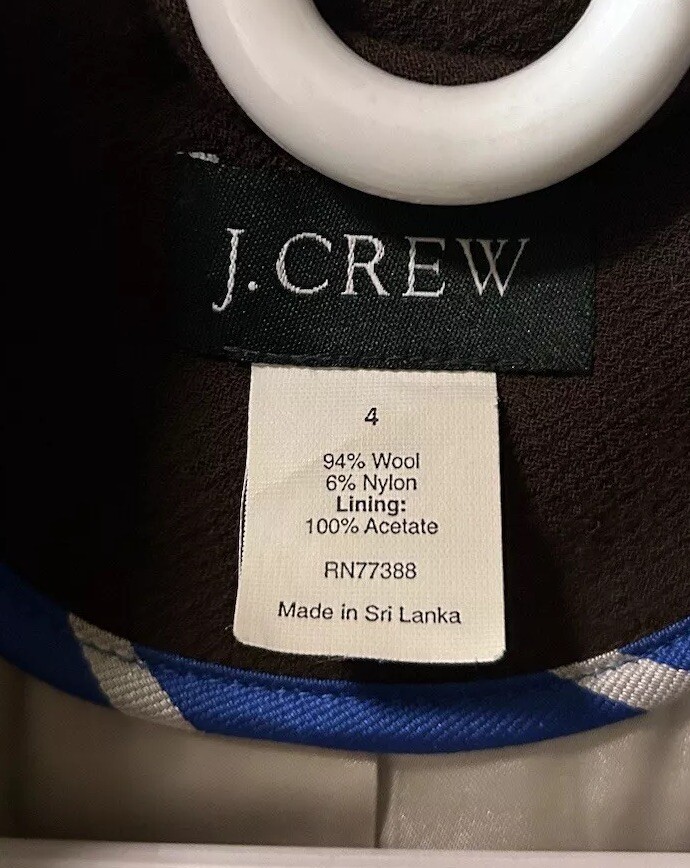 J.CREW
4
94% Wool
6% Nylon
Lining:
100% Acetate
RN77388
Made in Sri Lanka